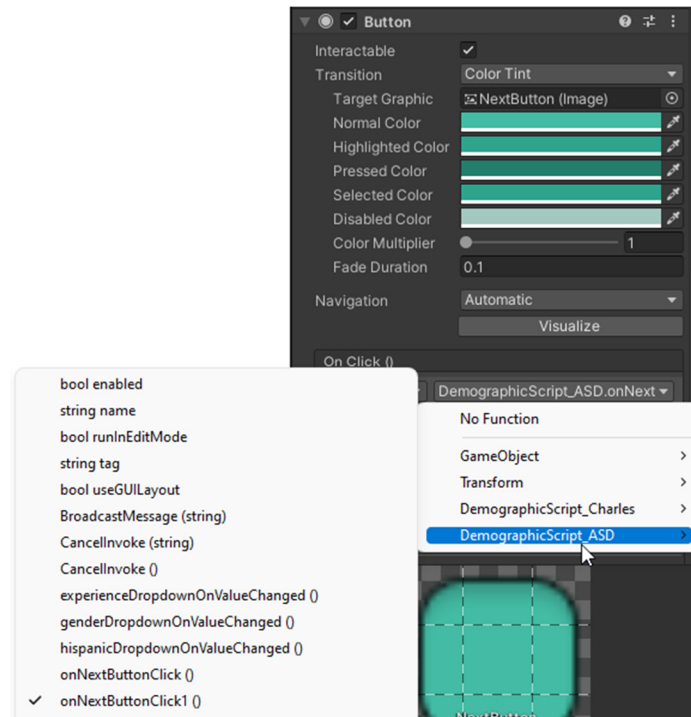 Button
Interactable
Transition Color Tint
Target Graphic NextButton (Image)
Normal Color
Highlighted Color
Pressed Color
Selected Color
Disabled Color
Color Multiplier 1
Fade Duration 0.1
Navigation Automatic
Visualize
On Click ()
DemographicScript_ASD.onNext
No Function
GameObject
Transform
DemographicScript_Charles
DemographicScript_ASD
bool enabled
string name
bool runInEditMode
string tag
bool useGUILayout
BroadcastMessage (string)
CancelInvoke (string)
CancelInvoke ()
experienceDropdownOnValueChanged ()
genderDropdownOnValueChanged ()
hispanicDropdownOnValueChanged ()
onNextButtonClick ()
onNextButtonClick1 ()
NextButton